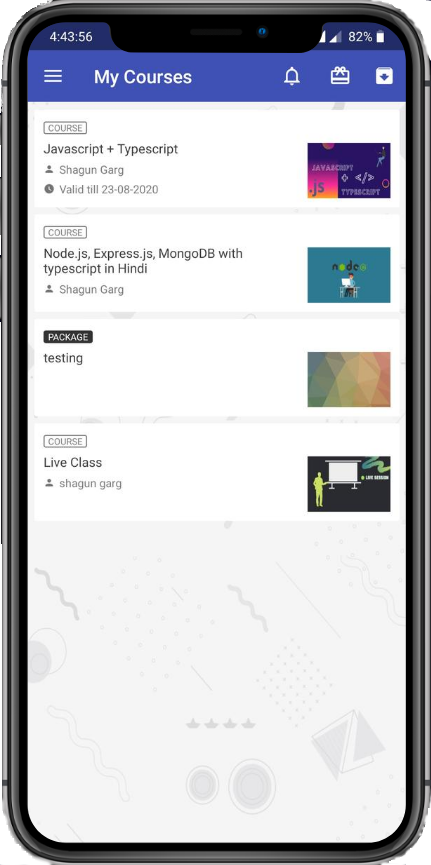 4:43:56
82%
My Courses
COURSE
Javascript + Typescript
Shagun Garg
Valid till 23-08-2020
JAVASCRIPT
+ </>
.JS
TYPESCRIPT
COURSE
Node.js, Express.js, MongoDB with
typescript in Hindi
Shagun Garg
node
PACKAGE
testing
COURSE
Live Class
shagun garg
LIVE SESSION